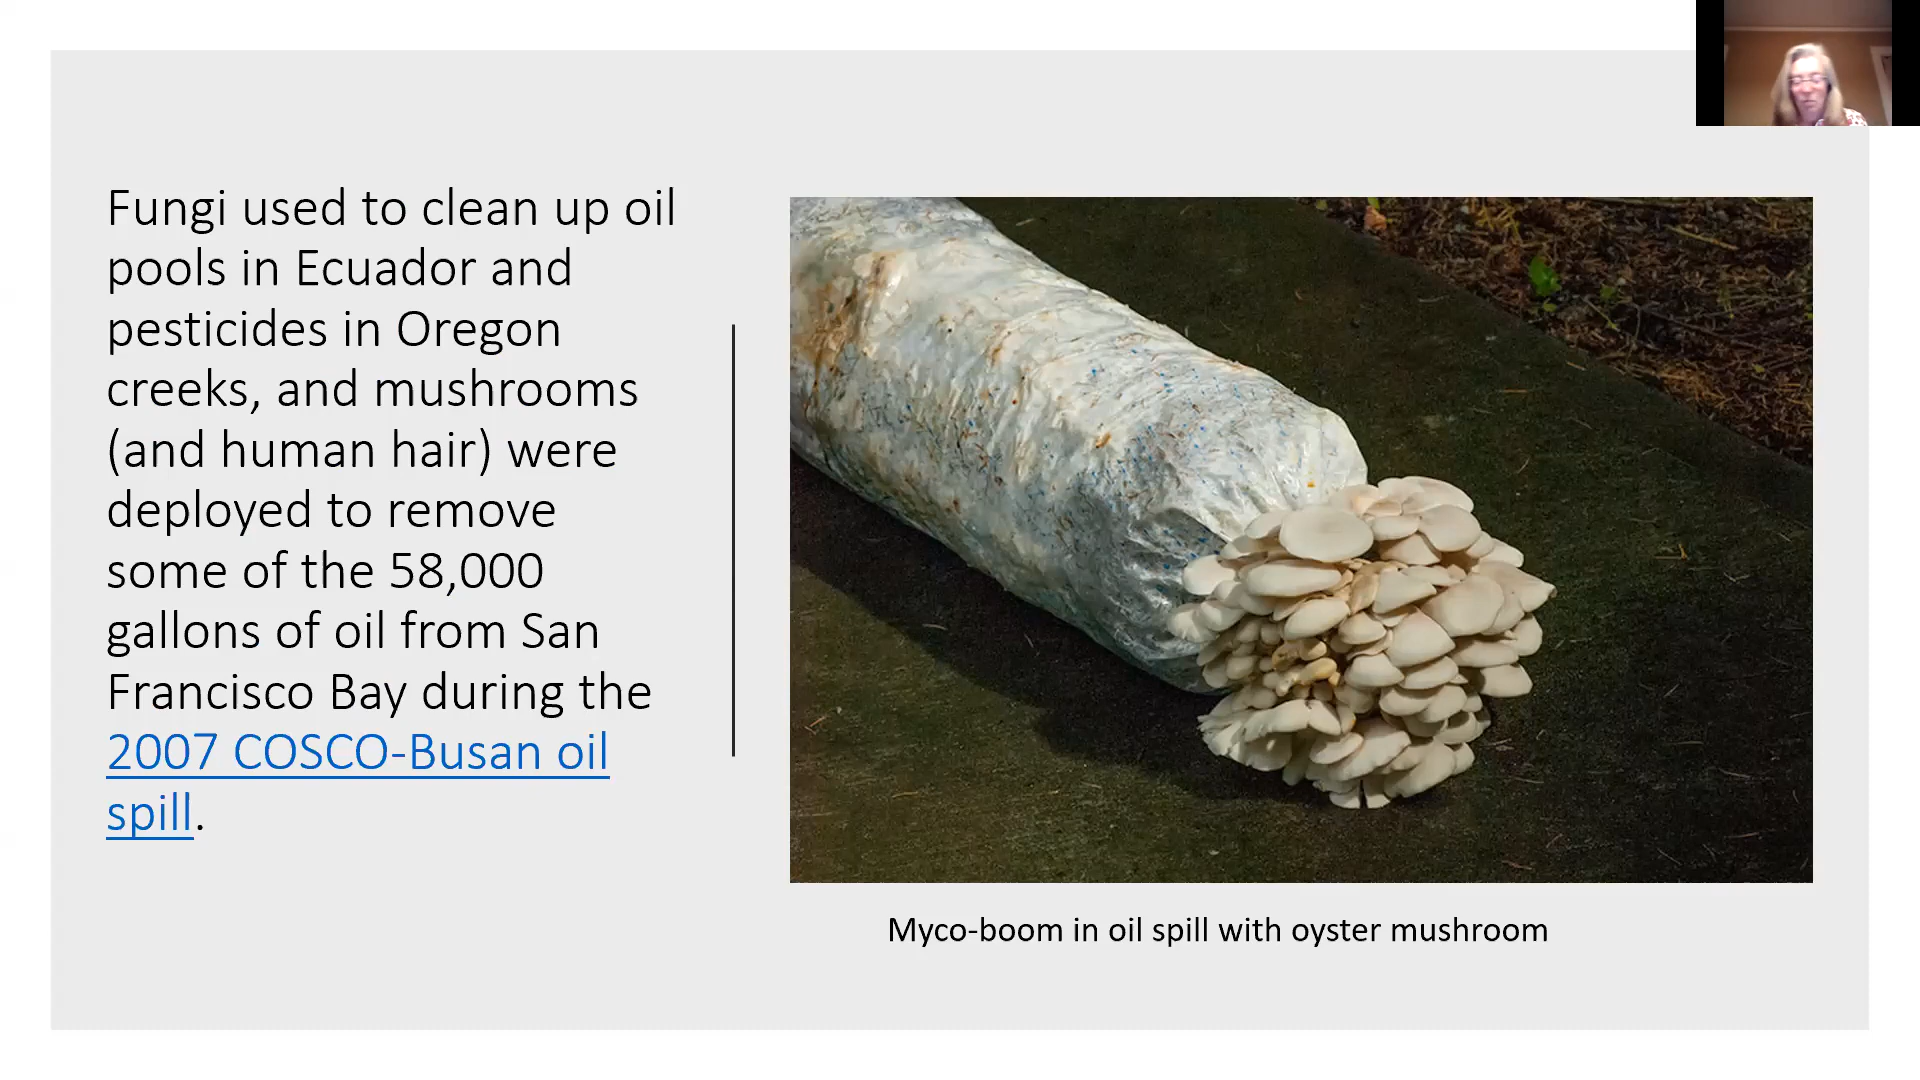 Fungi used to clean up oil
pools in Ecuador and
pesticides in Oregon
creeks, and mushrooms
(and human hair) were
deployed to remove
some of the 58,000
gallons of oil from San
Francisco Bay during the
2007 COSCO-Busan oil
spill.
Myco-boom in oil spill with oyster mushroom